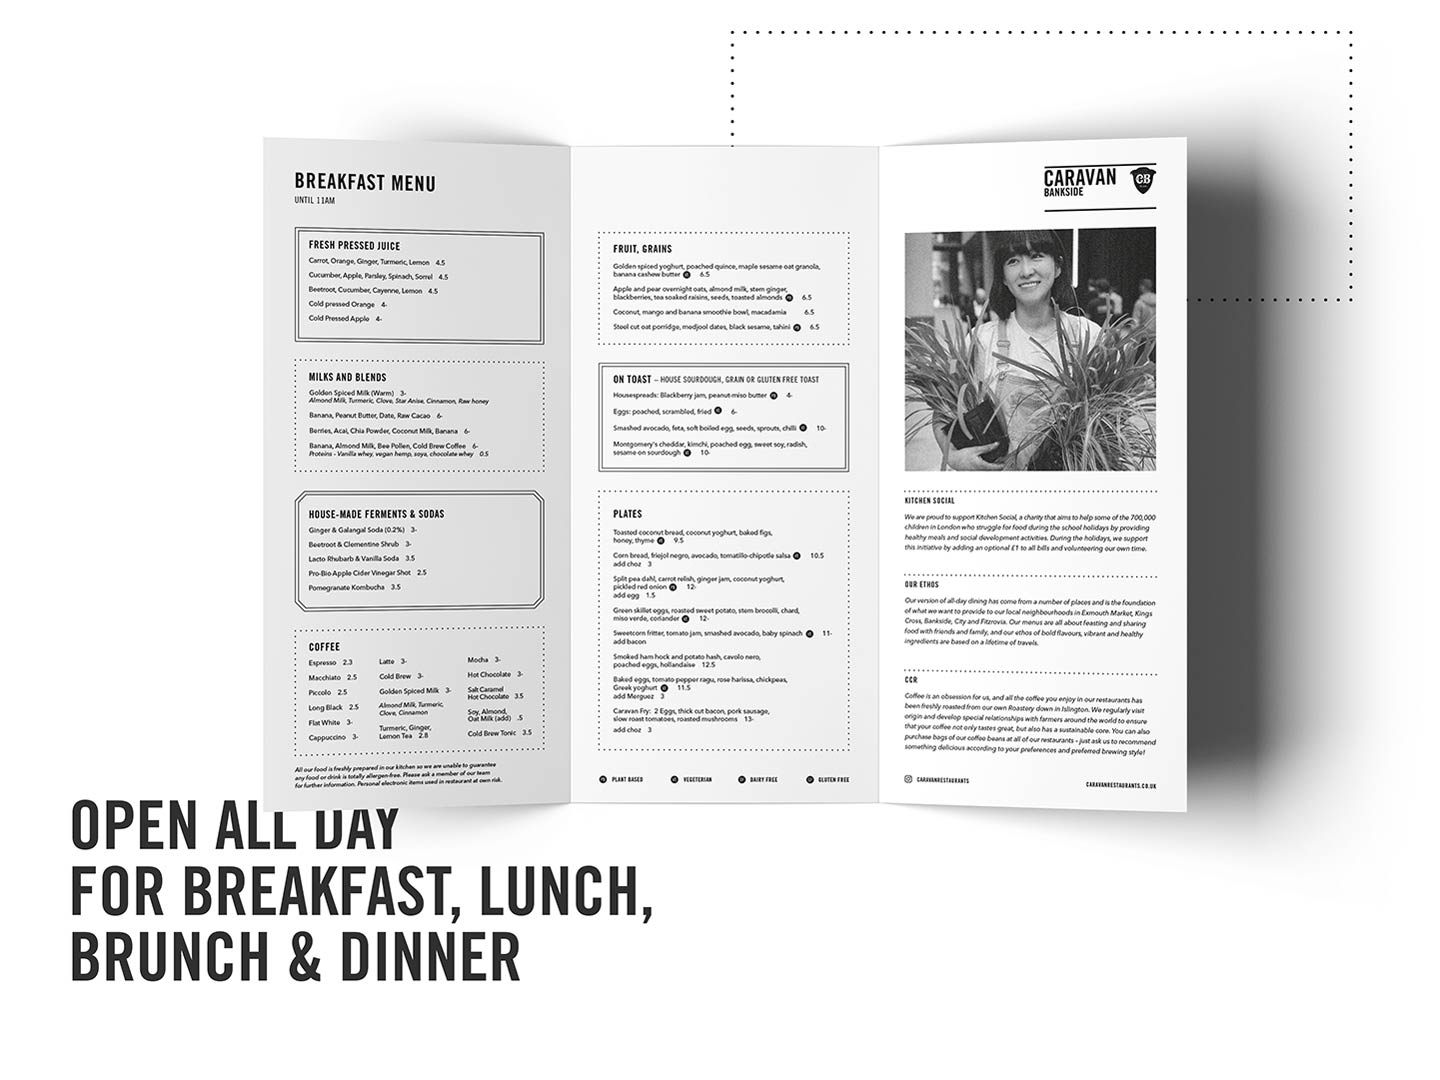 BREAKFAST MENU
UNTIL 11AM
FRESH PRESSED JUICE
Carrot, Orange, Ginger, Turmeric, Lemon 4.5
Cucumber, Apple, Parsley, Spinach, Sorrel 4.5
Beetroot, Cucumber, Cayenne, Lemon 4.5
Cold pressed Orange 4-
Cold Pressed Apple 4-
MILKS AND BLENDS
Golden Spiced Milk (Warm) 3-
Almond Milk, Turmeric, Clove, Star Anise, Cinnamon, Raw honey
Banana, Peanut Butter, Date, Raw Cacao 6-
Berries, Acai, Chia Powder, Coconut Milk, Banana 6-
Banana, Almond Milk, Bee Pollen, Cold Brew Coffee 6-
Proteins - Vanilla whey, vegan hemp, soya, chocolate whey 0.5
HOUSE-MADE FERMENTS & SODAS
Ginger & Galangal Soda (0.2%) 3-
Beetroot & Clementine Shrub 3-
Lacto Rhubarb & Vanilla Soda 3.5
Pro-Bio Apple Cider Vinegar Shot 2.5
Pomegranate Kombucha 3.5
COFFEE
Espresso 2.3
Macchiato 2.5
Piccolo 2.5
Long Black 2.5
Flat White 3-
Cappuccino 3-
Latte 3-
Cold Brew 3-
Golden Spiced Milk 3-
Almond Milk, Turmeric,
Clove, Cinnamon
Turmeric, Ginger,
Lemon Tea 2.8
Mocha 3-
Hot Chocolate 3-
Salt Caramel
Hot Chocolate 3.5
Soy, Almond,
Oat Milk (add) .5
Cold Brew Tonic 3.5
All our food is freshly prepared in our kitchen so we are unable to guarantee
any food or drink is totally allergen-free. Please ask a member of our team
for further information. Personal electronic items used in restaurant at own risk.
FRUIT, GRAINS
Golden spiced yoghurt, poached quince, maple sesame oat granola,
banana cashew butter 6.5
Apple and pear overnight oats, almond milk, stem ginger,
blackberries, tea soaked raisins, seeds, toasted almonds 6.5
Coconut, mango and banana smoothie bowl, macadamia 6.5
Steel cut oat porridge, medjool dates, black sesame, tahini 6.5
ON TOAST – HOUSE SOURDOUGH, GRAIN OR GLUTEN FREE TOAST
Housespreads: Blackberry jam, peanut-miso butter 4-
Eggs: poached, scrambled, fried 6-
Smashed avocado, feta, soft boiled egg, seeds, sprouts, chilli 10-
Montgomery's cheddar, kimchi, poached egg, sweet soy, radish,
sesame on sourdough 10-
PLATES
Toasted coconut bread, coconut yoghurt, baked figs,
honey, thyme 9.5
Corn bread, friejol negro, avocado, tomatillo-chipotle salsa 10.5
add choz 3
Split pea dahl, carrot relish, ginger jam, coconut yoghurt,
pickled red onion 12-
add egg 1.5
Green skillet eggs, roasted sweet potato, stem brocolli, chard,
miso verde, coriander 12-
Sweetcorn fritter, tomato jam, smashed avocado, baby spinach 11-
add bacon
Smoked ham hock and potato hash, cavolo nero,
poached eggs, hollandaise 12.5
Baked eggs, tomato pepper ragu, rose harissa, chickpeas,
Greek yoghurt 11.5
add Merguez 3
Caravan Fry: 2 Eggs, thick cut bacon, pork sausage,
slow roast tomatoes, roasted mushrooms 13-
add choz 3
PLANT BASED
VEGETERIAN
DAIRY FREE
GLUTEN FREE
CARAVAN
BANKSIDE
CB
KITCHEN SOCIAL
We are proud to support Kitchen Social, a charity that aims to help some of the 700,000
children in London who struggle for food during the school holidays by providing
healthy meals and social development activities. During the holidays, we support
this initiative by adding an optional £1 to all bills and volunteering our own time.
OUR ETHOS
Our version of all-day dining has come from a number of places and is the foundation
of what we want to provide to our local neighbourhoods in Exmouth Market, Kings
Cross, Bankside, City and Fitzrovia. Our menus are all about feasting and sharing
food with friends and family, and our ethos of bold flavours, vibrant and healthy
ingredients are based on a lifetime of travels.
CCR
Coffee is an obsession for us, and all the coffee you enjoy in our restaurants has
been freshly roasted from our own Roastery down in Islington. We regularly visit
origin and develop special relationships with farmers around the world to ensure
that your coffee not only tastes great, but also has a sustainable core. You can also
purchase bags of our coffee beans at all of our restaurants – just ask us to recommend
something delicious according to your preferences and preferred brewing style!
CARAVANRESTAURANTS
CARAVANRESTAURANTS.CO.UK
OPEN ALL DAY
FOR BREAKFAST, LUNCH,
BRUNCH & DINNER